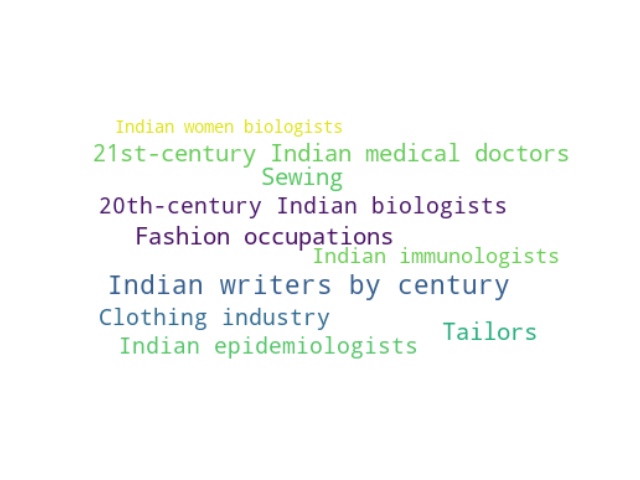 Indian women biologists
21st-century Indian medical doctors
Sewing
20th-century Indian biologists
Fashion occupations
Indian immunologists
Indian writers by century
Clothing industry
Tailors
Indian epidemiologists